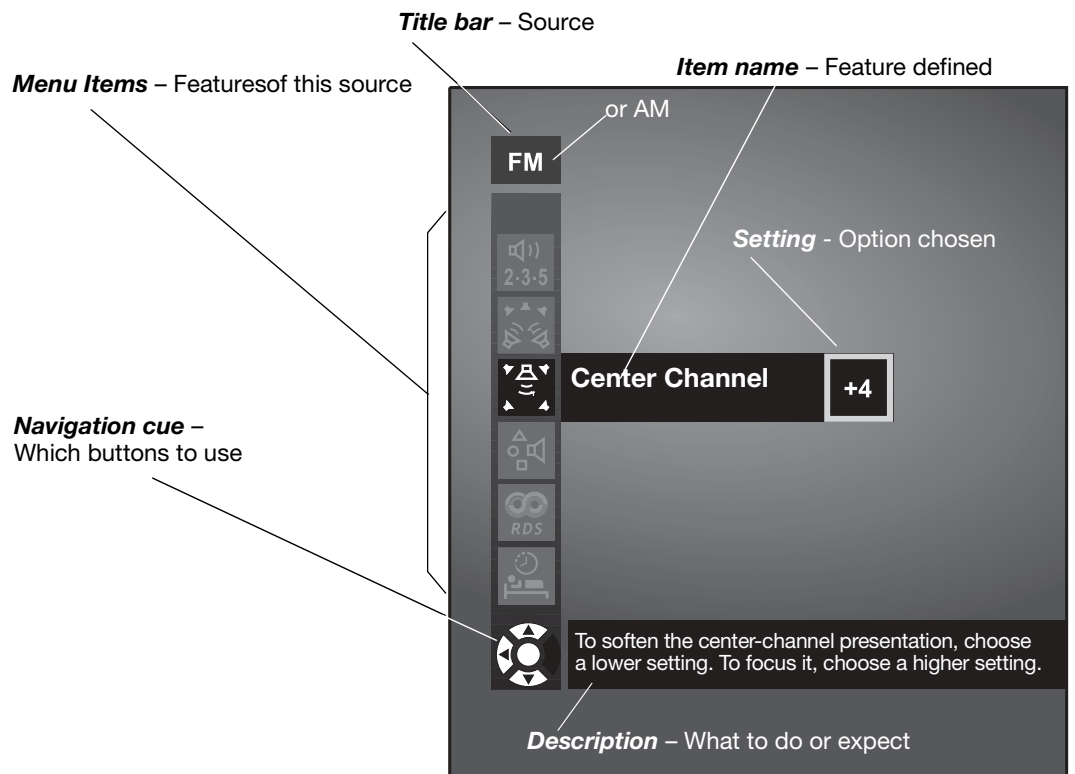 Title bar – Source
Item name – Feature defined
Menu Items – Featuresof this source
or AM
FM
Setting - Option chosen
2·3·5
Center Channel
+4
Navigation cue –
Which buttons to use
RDS
To soften the center-channel presentation, choose
a lower setting. To focus it, choose a higher setting.
Description – What to do or expect